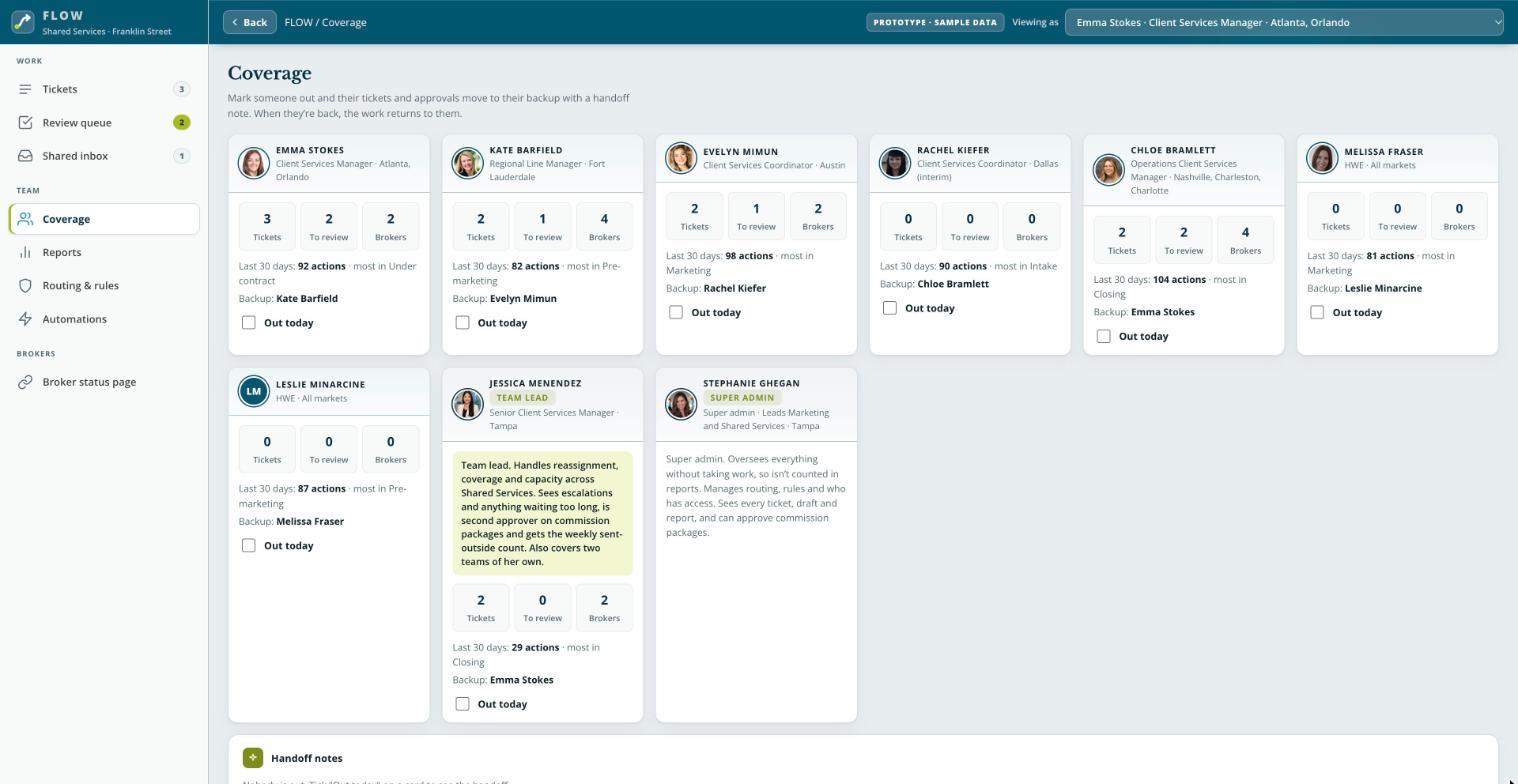 FLOW
Shared Services · Franklin Street
Back
FLOW / Coverage
PROTOTYPE · SAMPLE DATA
Viewing as
Emma Stokes · Client Services Manager · Atlanta, Orlando
WORK
Tickets
3
Review queue
2
Shared inbox
1
TEAM
Coverage
Reports
Routing & rules
Automations
BROKERS
Broker status page
Coverage
Mark someone out and their tickets and approvals move to their backup with a handoff
note. When they're back, the work returns to them.
EMMA STOKES
Client Services Manager · Atlanta,
Orlando
3
Tickets
2
To review
2
Brokers
Last 30 days: 92 actions · most in Under
contract
Backup: Kate Barfield
Out today
KATE BARFIELD
Regional Line Manager · Fort
Lauderdale
2
Tickets
1
To review
4
Brokers
Last 30 days: 82 actions · most in Pre-
marketing
Backup: Evelyn Mimun
Out today
EVELYN MIMUN
Client Services Coordinator · Austin
2
Tickets
1
To review
2
Brokers
Last 30 days: 98 actions · most in
Marketing
Backup: Rachel Kiefer
Out today
RACHEL KIEFER
Client Services Coordinator · Dallas
(interim)
0
Tickets
0
To review
0
Brokers
Last 30 days: 90 actions · most in Intake
Backup: Chloe Bramlett
Out today
CHLOE BRAMLETT
Operations Client Services
Manager · Nashville, Charleston,
Charlotte
2
Tickets
2
To review
4
Brokers
Last 30 days: 104 actions · most in
Closing
Backup: Emma Stokes
Out today
MELISSA FRASER
HWE · All markets
0
Tickets
0
To review
0
Brokers
Last 30 days: 81 actions · most in
Marketing
Backup: Leslie Minarcine
Out today
LM
LESLIE MINARCINE
HWE · All markets
0
Tickets
0
To review
0
Brokers
Last 30 days: 87 actions · most in Pre-
marketing
Backup: Melissa Fraser
Out today
JESSICA MENENDEZ
TEAM LEAD
Senior Client Services Manager ·
Tampa
Team lead. Handles reassignment,
coverage and capacity across
Shared Services. Sees escalations
and anything waiting too long, is
second approver on commission
packages and gets the weekly sent-
outside count. Also covers two
teams of her own.
2
Tickets
0
To review
2
Brokers
Last 30 days: 29 actions · most in
Closing
Backup: Emma Stokes
Out today
STEPHANIE GHEGAN
SUPER ADMIN
Super admin · Leads Marketing
and Shared Services · Tampa
Super admin. Oversees everything
without taking work, so isn't counted in
reports. Manages routing, rules and who
has access. Sees every ticket, draft and
report, and can approve commission
packages.
Handoff notes